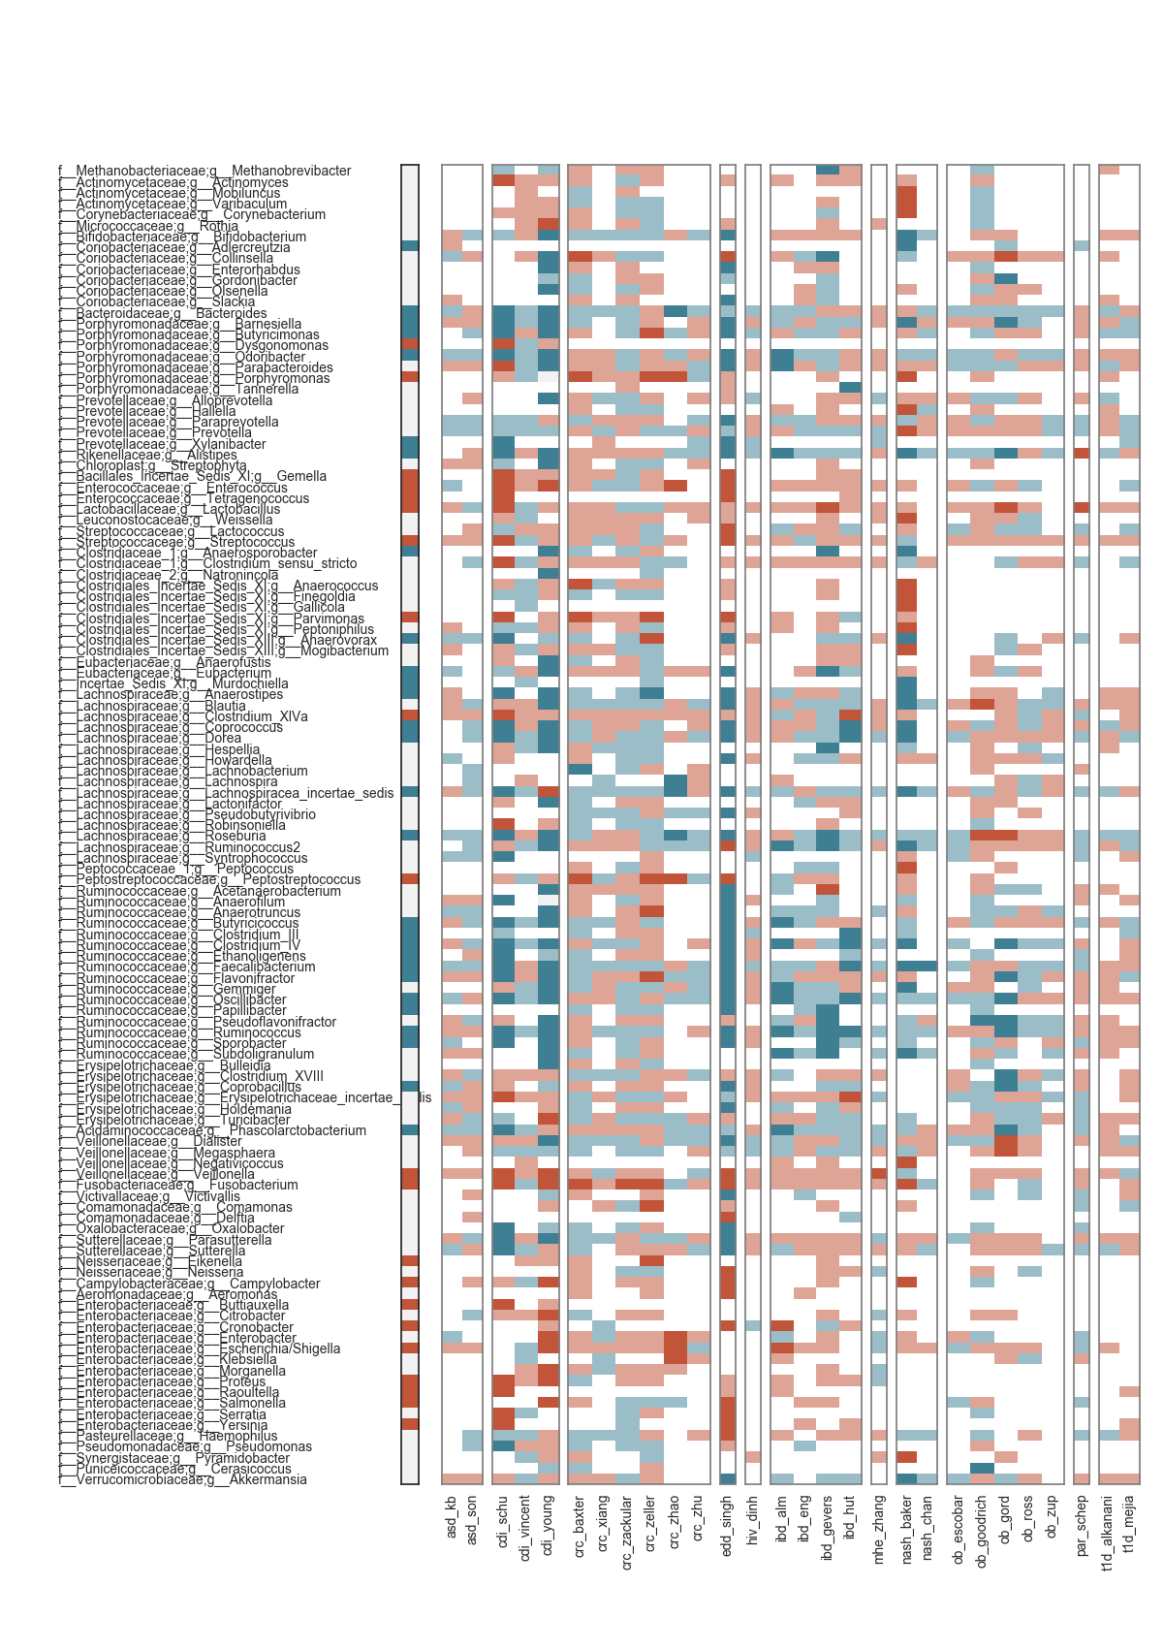 f__Methanobacteriaceae;g__Methanobrevibacter
f__Actinomycetaceae;g__Actinomyces
f__Actinomycetaceae;g__Mobiluncus
f__Actinomycetaceae;g__Varibaculum
f__Corynebacteriaceae;g__Corynebacterium
f__Micrococcaceae;g__Rothia
f__Bifidobacteriaceae;g__Bifidobacterium
f__Coriobacteriaceae;g__Adlercreutzia
f__Coriobacteriaceae;g__Collinsella
f__Coriobacteriaceae;g__Enterorhabdus
f__Coriobacteriaceae;g__Gordonibacter
f__Coriobacteriaceae;g__Olsenella
f__Coriobacteriaceae;g__Slackia
f__Bacteroidaceae;g__Bacteroides
f__Porphyromonadaceae;g__Barnesiella
f__Porphyromonadaceae;g__Butyricimonas
f__Porphyromonadaceae;g__Dysgonomonas
f__Porphyromonadaceae;g__Odoribacter
f__Porphyromonadaceae;g__Parabacteroides
f__Porphyromonadaceae;g__Porphyromonas
f__Porphyromonadaceae;g__Tannerella
f__Prevotellaceae;g__Alloprevotella
f__Prevotellaceae;g__Hallella
f__Prevotellaceae;g__Paraprevotella
f__Prevotellaceae;g__Prevotella
f__Prevotellaceae;g__Xylanibacter
f__Rikenellaceae;g__Alistipes
f__Chloroplast;g__Streptophyta
f__Bacillales_Incertae_Sedis_XI;g__Gemella
f__Enterococcaceae;g__Enterococcus
f__Enterococcaceae;g__Tetragenococcus
f__Lactobacillaceae;g__Lactobacillus
f__Leuconostocaceae;g__Weissella
f__Streptococcaceae;g__Lactococcus
f__Streptococcaceae;g__Streptococcus
f__Clostridiaceae_1;g__Anaerosporobacter
f__Clostridiaceae_1;g__Clostridium_sensu_stricto
f__Clostridiaceae_2;g__Natronincola
f__Clostridiales_Incertae_Sedis_XI;g__Anaerococcus
f__Clostridiales_Incertae_Sedis_XI;g__Finegoldia
f__Clostridiales_Incertae_Sedis_XI;g__Gallicola
f__Clostridiales_Incertae_Sedis_XI;g__Parvimonas
f__Clostridiales_Incertae_Sedis_XI;g__Peptoniphilus
f__Clostridiales_Incertae_Sedis_XIII;g__Anaerovorax
f__Clostridiales_Incertae_Sedis_XIII;g__Mogibacterium
f__Eubacteriaceae;g__Anaerofustis
f__Eubacteriaceae;g__Eubacterium
f__Incertae_Sedis_XI;g__Murdochiella
f__Lachnospiraceae;g__Anaerostipes
f__Lachnospiraceae;g__Blautia
f__Lachnospiraceae;g__Clostridium_XlVa
f__Lachnospiraceae;g__Coprococcus
f__Lachnospiraceae;g__Dorea
f__Lachnospiraceae;g__Hespellia
f__Lachnospiraceae;g__Howardella
f__Lachnospiraceae;g__Lachnobacterium
f__Lachnospiraceae;g__Lachnospira
f__Lachnospiraceae;g__Lachnospiracea_incertae_sedis
f__Lachnospiraceae;g__Lactonifactor
f__Lachnospiraceae;g__Pseudobutyrivibrio
f__Lachnospiraceae;g__Robinsoniella
f__Lachnospiraceae;g__Roseburia
f__Lachnospiraceae;g__Ruminococcus2
f__Lachnospiraceae;g__Syntrophococcus
f__Peptococcaceae_1;g__Peptococcus
f__Peptostreptococcaceae;g__Peptostreptococcus
f__Ruminococcaceae;g__Acetanaerobacterium
f__Ruminococcaceae;g__Anaerofilum
f__Ruminococcaceae;g__Anaerotruncus
f__Ruminococcaceae;g__Butyricicoccus
f__Ruminococcaceae;g__Clostridium_III
f__Ruminococcaceae;g__Clostridium_IV
f__Ruminococcaceae;g__Ethanoligenens
f__Ruminococcaceae;g__Faecalibacterium
f__Ruminococcaceae;g__Flavonifractor
f__Ruminococcaceae;g__Gemmiger
f__Ruminococcaceae;g__Oscillibacter
f__Ruminococcaceae;g__Papillibacter
f__Ruminococcaceae;g__Pseudoflavonifractor
f__Ruminococcaceae;g__Ruminococcus
f__Ruminococcaceae;g__Sporobacter
f__Ruminococcaceae;g__Subdoligranulum
f__Erysipelotrichaceae;g__Bulleidia
f__Erysipelotrichaceae;g__Clostridium_XVIII
f__Erysipelotrichaceae;g__Coprobacillus
f__Erysipelotrichaceae;g__Erysipelotrichaceae_incertae_sedis
f__Erysipelotrichaceae;g__Holdemania
f__Erysipelotrichaceae;g__Turicibacter
f__Acidaminococcaceae;g__Phascolarctobacterium
f__Veillonellaceae;g__Dialister
f__Veillonellaceae;g__Megasphaera
f__Veillonellaceae;g__Negativicoccus
f__Veillonellaceae;g__Veillonella
f__Fusobacteriaceae;g__Fusobacterium
f__Victivallaceae;g__Victivallis
f__Comamonadaceae;g__Comamonas
f__Comamonadaceae;g__Delftia
f__Oxalobacteraceae;g__Oxalobacter
f__Sutterellaceae;g__Parasutterella
f__Sutterellaceae;g__Sutterella
f__Neisseriaceae;g__Eikenella
f__Neisseriaceae;g__Neisseria
f__Campylobacteraceae;g__Campylobacter
f__Aeromonadaceae;g__Aeromonas
f__Enterobacteriaceae;g__Buttiauxella
f__Enterobacteriaceae;g__Citrobacter
f__Enterobacteriaceae;g__Cronobacter
f__Enterobacteriaceae;g__Enterobacter
f__Enterobacteriaceae;g__Escherichia/Shigella
f__Enterobacteriaceae;g__Klebsiella
f__Enterobacteriaceae;g__Morganella
f__Enterobacteriaceae;g__Proteus
f__Enterobacteriaceae;g__Raoultella
f__Enterobacteriaceae;g__Salmonella
f__Enterobacteriaceae;g__Serratia
f__Enterobacteriaceae;g__Yersinia
f__Pasteurellaceae;g__Haemophilus
f__Pseudomonadaceae;g__Pseudomonas
f__Synergistaceae;g__Pyramidobacter
f__Puniceicoccaceae;g__Cerasicoccus
f__Verrucomicrobiaceae;g__Akkermansia
asd_kb
asd_son
cdi_schu
cdi_vincent
cdi_young
crc_baxter
crc_xiang
crc_zackular
crc_zeller
crc_zhao
crc_zhu
edd_singh
hiv_dinh
ibd_alm
ibd_eng
ibd_gevers
ibd_hut
mhe_zhang
nash_baker
nash_chan
ob_escobar
ob_goodrich
ob_gord
ob_ross
ob_zup
par_schep
t1d_alkanani
t1d_mejia